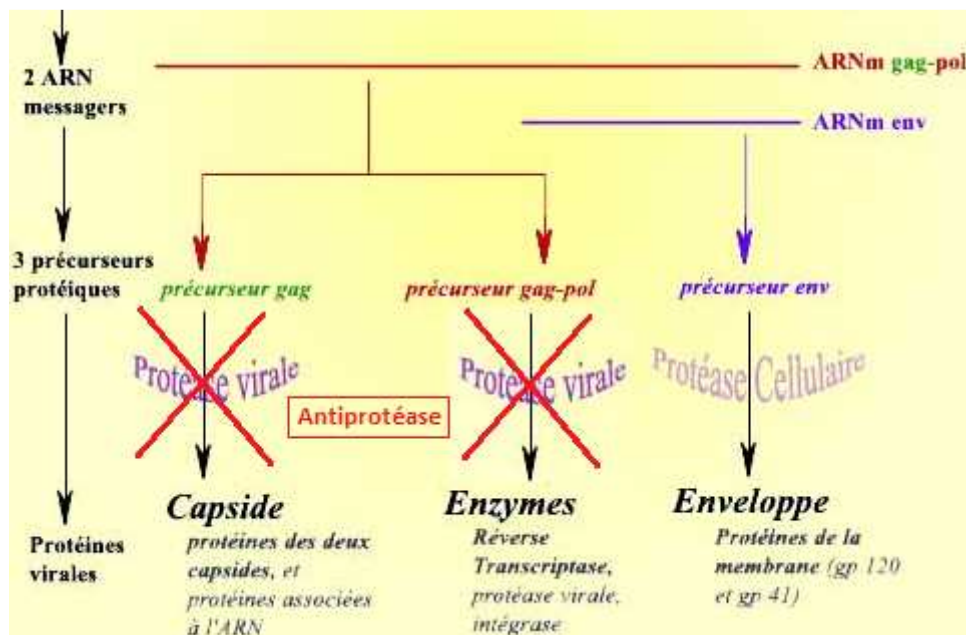 2 ARN
messagers
ARNm gag-pol
ARNm env
3 précurseurs
protéiques
précurseur gag
précurseur gag-pol
précurseur env
Protéase virale
Protéase virale
Protéase Cellulaire
Antiprotéase
Protéines
virales
Capside
protéines des deux
capsides, et
protéines associées
à l'ARN
Enzymes
Réverse
Transcriptase,
protéase virale,
intégrase
Enveloppe
Protéines de la
membrane (gp 120
et gp 41)